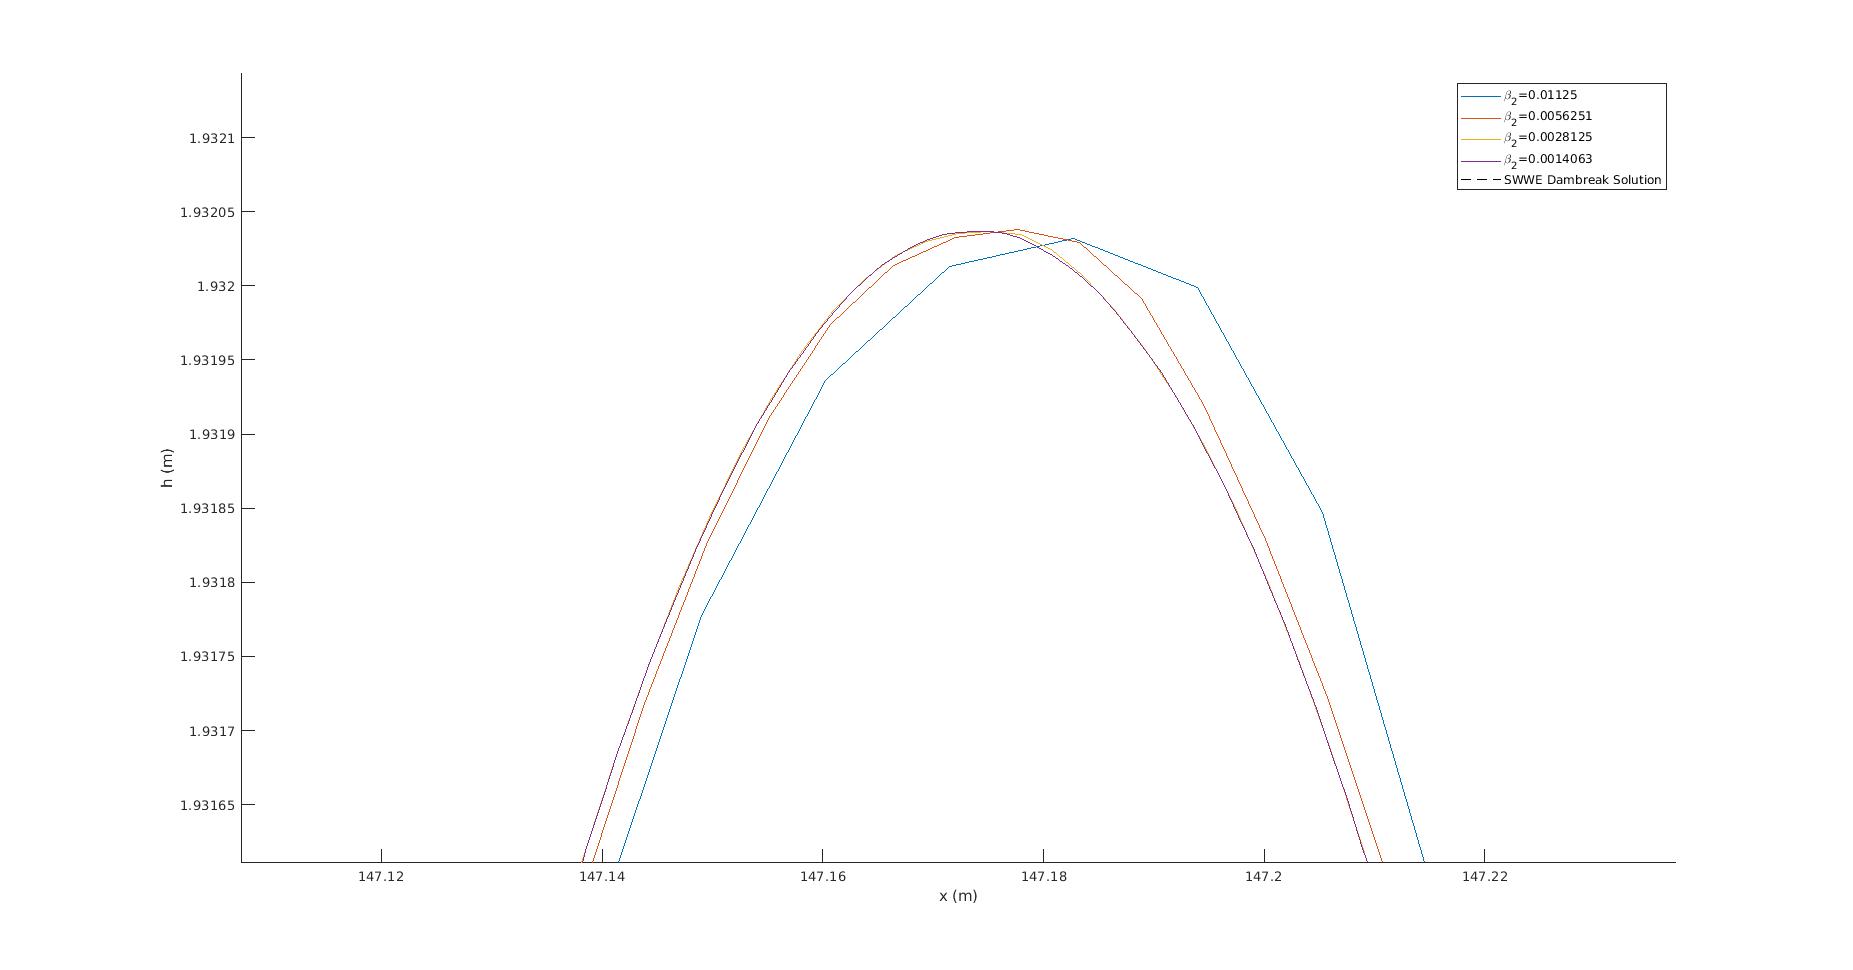 β2=0.01125
β2=0.0056251
β2=0.0028125
β2=0.0014063
SWWE Dambreak Solution
1.9321
1.93205
1.932
1.93195
1.9319
1.93185
1.9318
1.93175
1.9317
1.93165
h (m)
147.12 147.14 147.16 147.18 147.2 147.22
x (m)